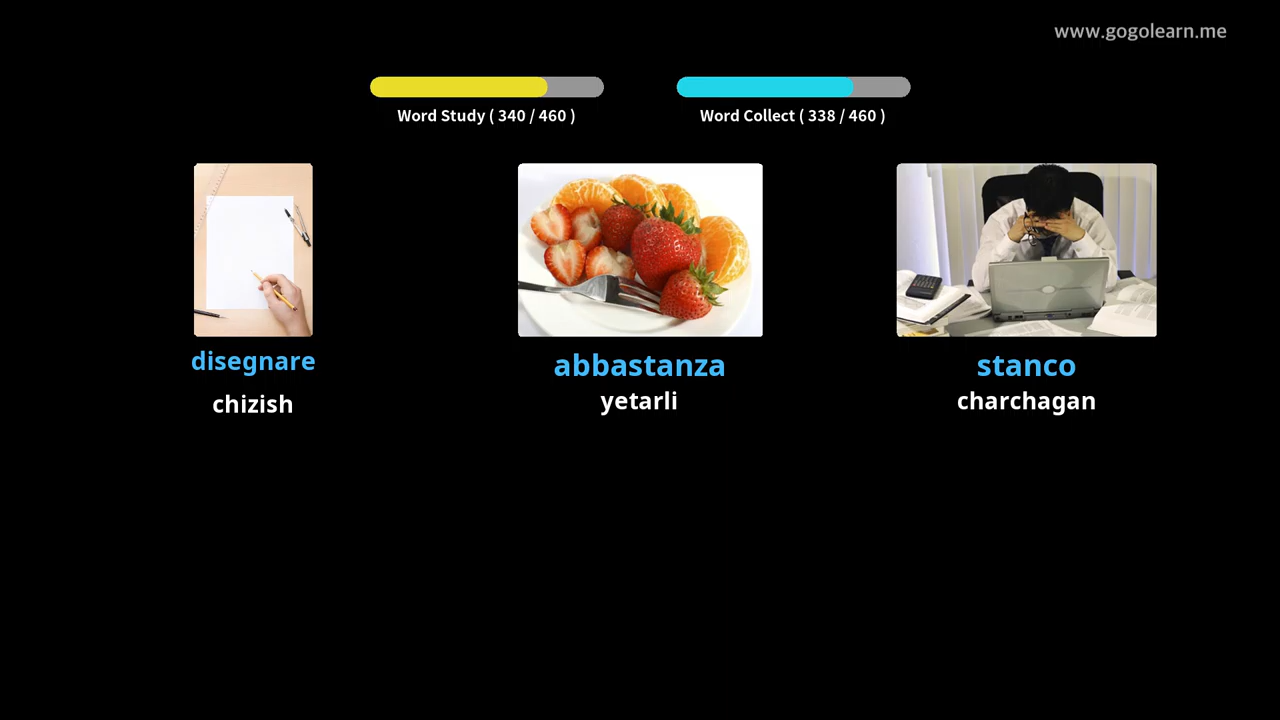 www.gogolearn.me
Word Study ( 340 / 460 )
Word Collect ( 338 / 460 )
disegnare
chizish
abbastanza
yetarli
stanco
charchagan